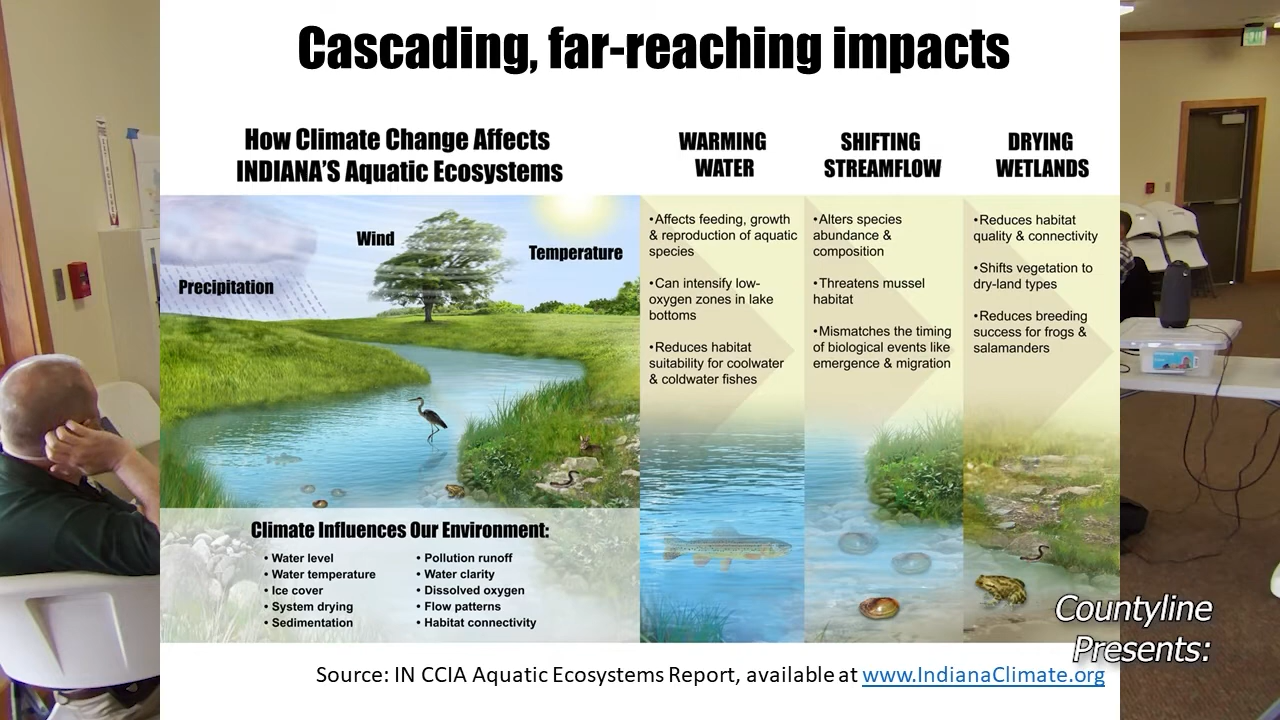 Cascading, far-reaching impacts
How Climate Change Affects
INDIANA'S Aquatic Ecosystems
Precipitation
Wind
Temperature
Climate Influences Our Environment:
• Water level
• Water temperature
• Ice cover
• System drying
• Sedimentation
• Pollution runoff
• Water clarity
• Dissolved oxygen
• Flow patterns
• Habitat connectivity
WARMING
WATER
•Affects feeding, growth
& reproduction of aquatic
species
•Can intensify low-
oxygen zones in lake
bottoms
•Reduces habitat
suitability for coolwater
& coldwater fishes
SHIFTING
STREAMFLOW
•Alters species
abundance &
composition
•Threatens mussel
habitat
•Mismatches the timing
of biological events like
emergence & migration
DRYING
WETLANDS
•Reduces habitat
quality & connectivity
•Shifts vegetation to
dry-land types
•Reduces breeding
success for frogs &
salamanders
Source: IN CCIA Aquatic Ecosystems Report, available at www.IndianaClimate.org
Countyline
Presents: